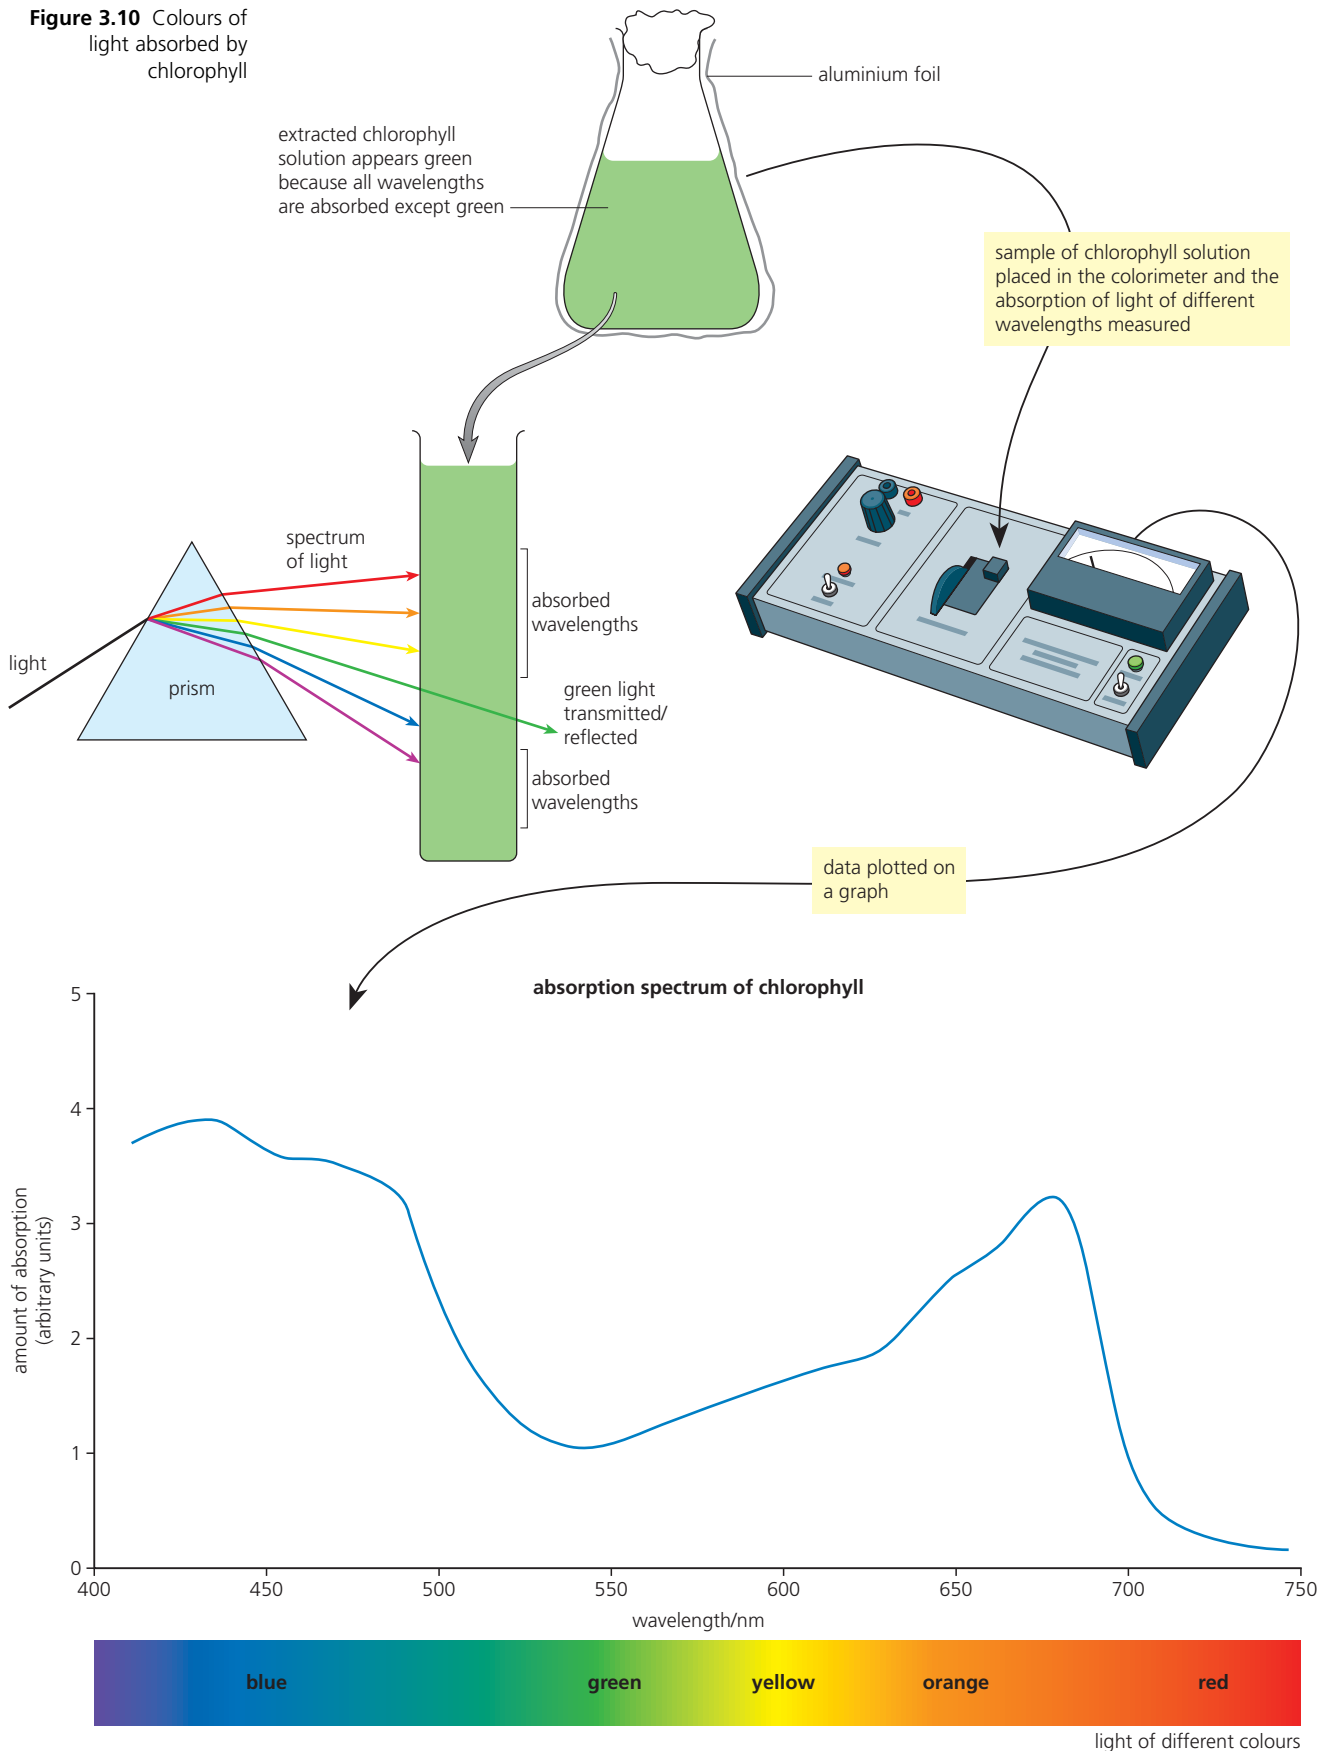 Figure 3.10 Colours of
light absorbed by
chlorophyll
aluminium foil
extracted chlorophyll
solution appears green
because all wavelengths
are absorbed except green
sample of chlorophyll solution
placed in the colorimeter and the
absorption of light of different
wavelengths measured
spectrum
of light
absorbed
wavelengths
light
prism
green light
transmitted/
reflected
absorbed
wavelengths
data plotted on
a graph
absorption spectrum of chlorophyll
5
4
3
2
1
0
amount of absorption
(arbitrary units)
400 450 500 550 600 650 700 750
wavelength/nm
blue green yellow orange red
light of different colours